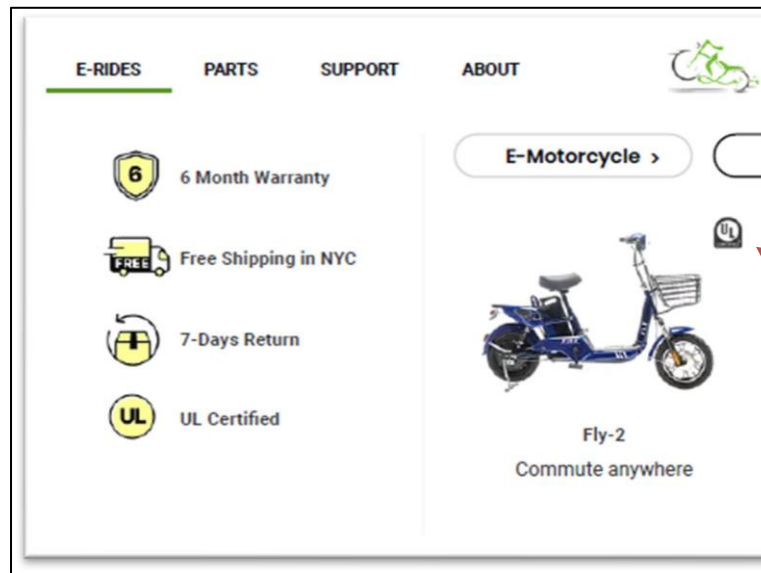 E-RIDES PARTS SUPPORT ABOUT
6 6 Month Warranty
FREE Free Shipping in NYC
7-Days Return
UL UL Certified
E-Motorcycle >
UL
Fly-2
Commute anywhere